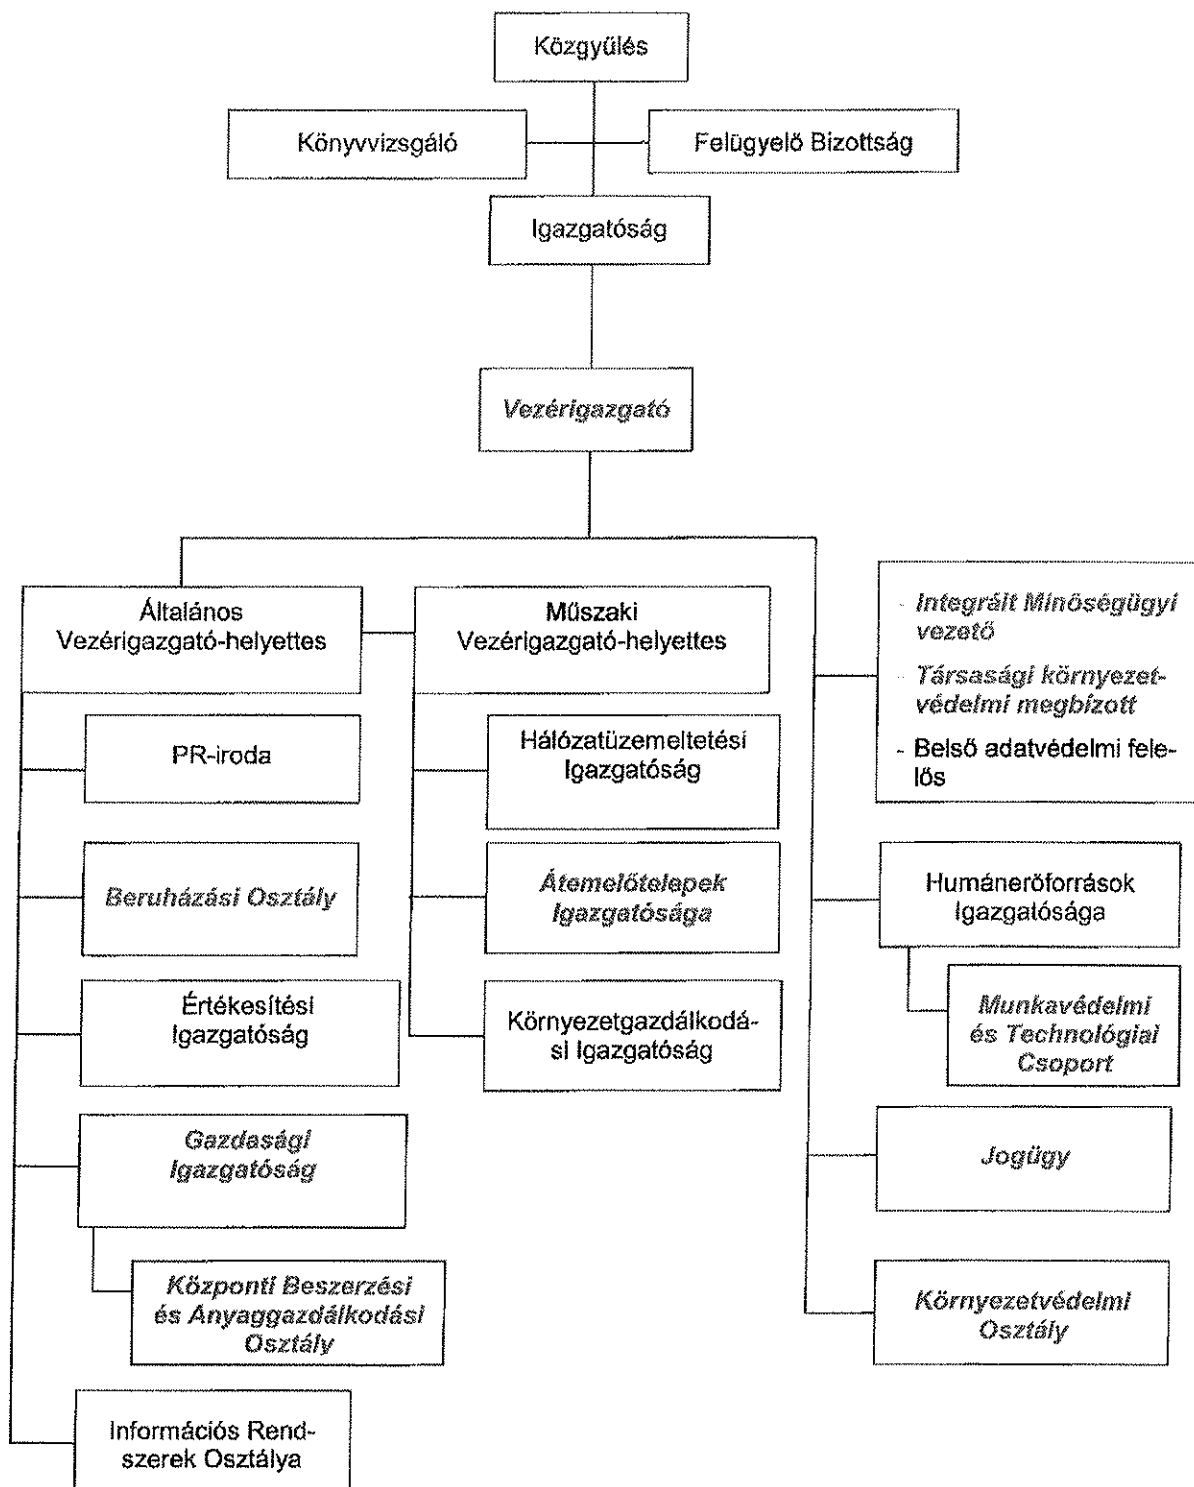 Közgyűlés
Könyvvizsgáló
Felügyelő Bizottság
Igazgatóság
Vezérigazgató
Általános
Vezérigazgató-helyettes
Műszaki
Vezérigazgató-helyettes
- Integrált Minőségügyi
vezető
- Társasági környezet-
védelmi megbízott
- Belső adatvédelmi fele-
lős
PR-iroda
Beruházási Osztály
Értékesítési
Igazgatóság
Gazdasági
Igazgatóság
Központi Beszerzési
és Anyaggazdálkodási
Osztály
Információs Rend-
szerek Osztálya
Hálózatüzemeltetési
Igazgatóság
Átemelőtelepek
Igazgatósága
Környezetgazdálkodá-
si Igazgatóság
Humánerőforrások
Igazgatósága
Munkavédelmi
és Technológiai
Csoport
Jogügy
Környezetvédelmi
Osztály